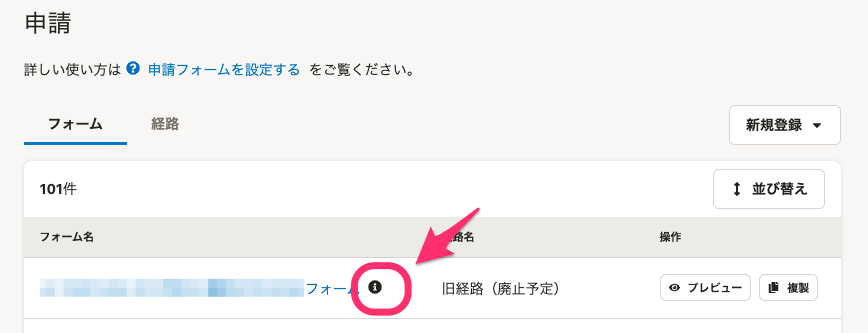 申請
詳しい使い方は 申請フォームを設定する をご覧ください。
フォーム 経路 新規登録
101件 並び替え
フォーム名 路名 操作
フォーム 旧経路（廃止予定） プレビュー 複製